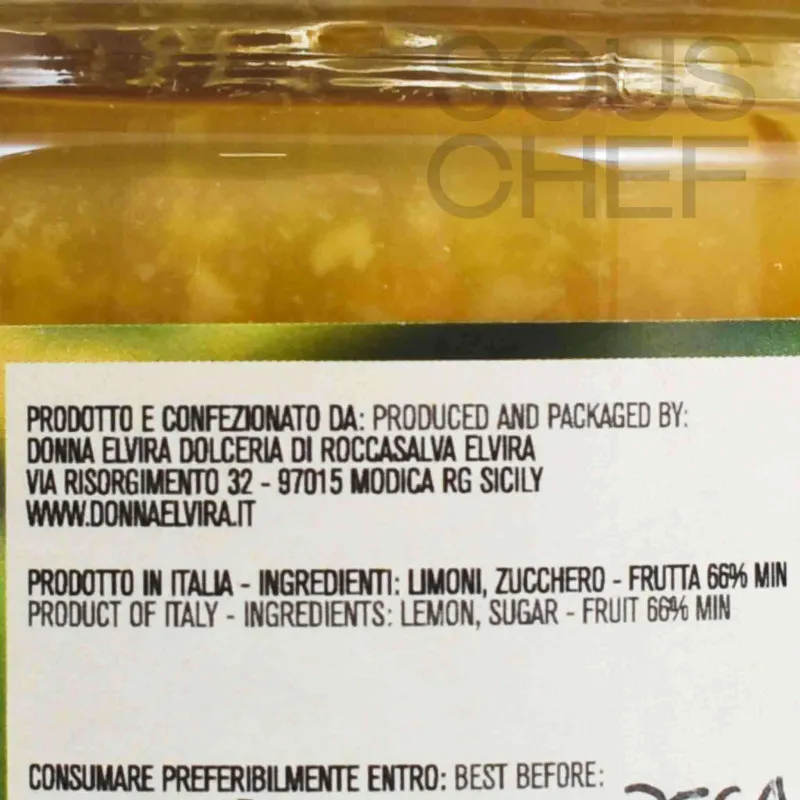 SOUS
CHEF
PRODOTTO E CONFEZIONATO DA: PRODUCED AND PACKAGED BY:
DONNA ELVIRA DOLCERIA DI ROCCASALVA ELVIRA
VIA RISORGIMENTO 32 - 97015 MODICA RG SICILY
WWW.DONNAELVIRA.IT
PRODOTTO IN ITALIA - INGREDIENTI: LIMONI, ZUCCHERO - FRUTTA 66% MIN
PRODUCT OF ITALY - INGREDIENTS: LEMON, SUGAR - FRUIT 66% MIN
CONSUMARE PREFERIBILMENTE ENTRO: BEST BEFORE: